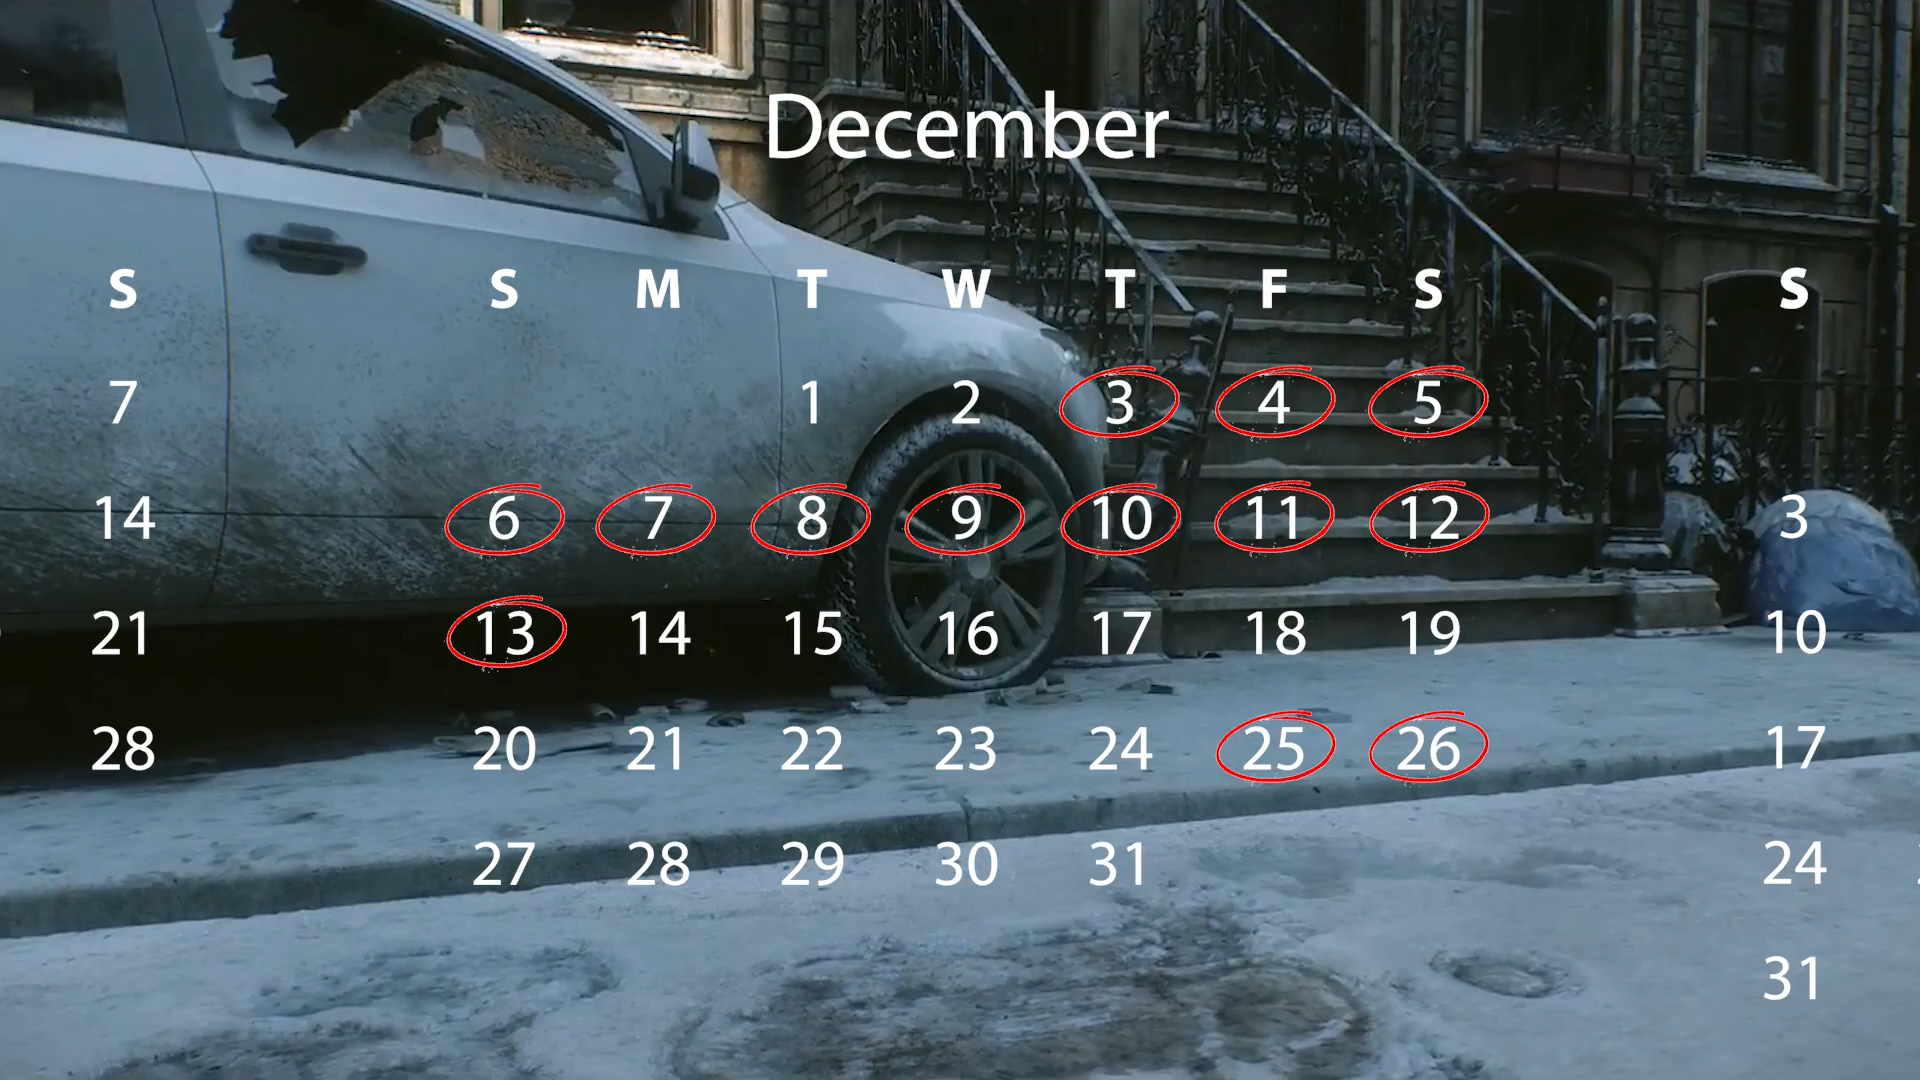 December
S S M T W T F S S
7 1 2 3 4 5
14 6 7 8 9 10 11 12 3
21 13 14 15 16 17 18 19 10
28 20 21 22 23 24 25 26 17
27 28 29 30 31 24
31